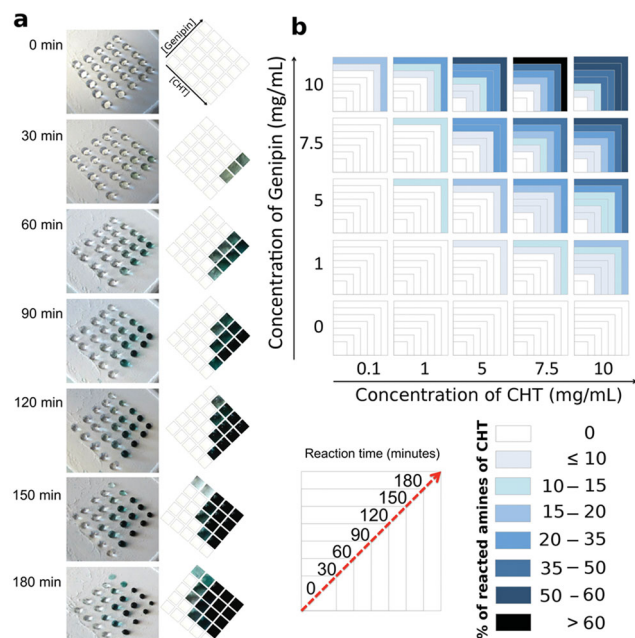 a
0 min
[Genipin]
[CHT]
30 min
60 min
90 min
120 min
150 min
180 min
b
Concentration of Genipin (mg/mL)
10
7.5
5
1
0
0.1 1 5 7.5 10
Concentration of CHT (mg/mL)
Reaction time (minutes)
180
150
120
90
60
30
0
% of reacted amines of CHT
0
≤ 10
10 – 15
15 – 20
20 – 35
35 – 50
50 – 60
> 60